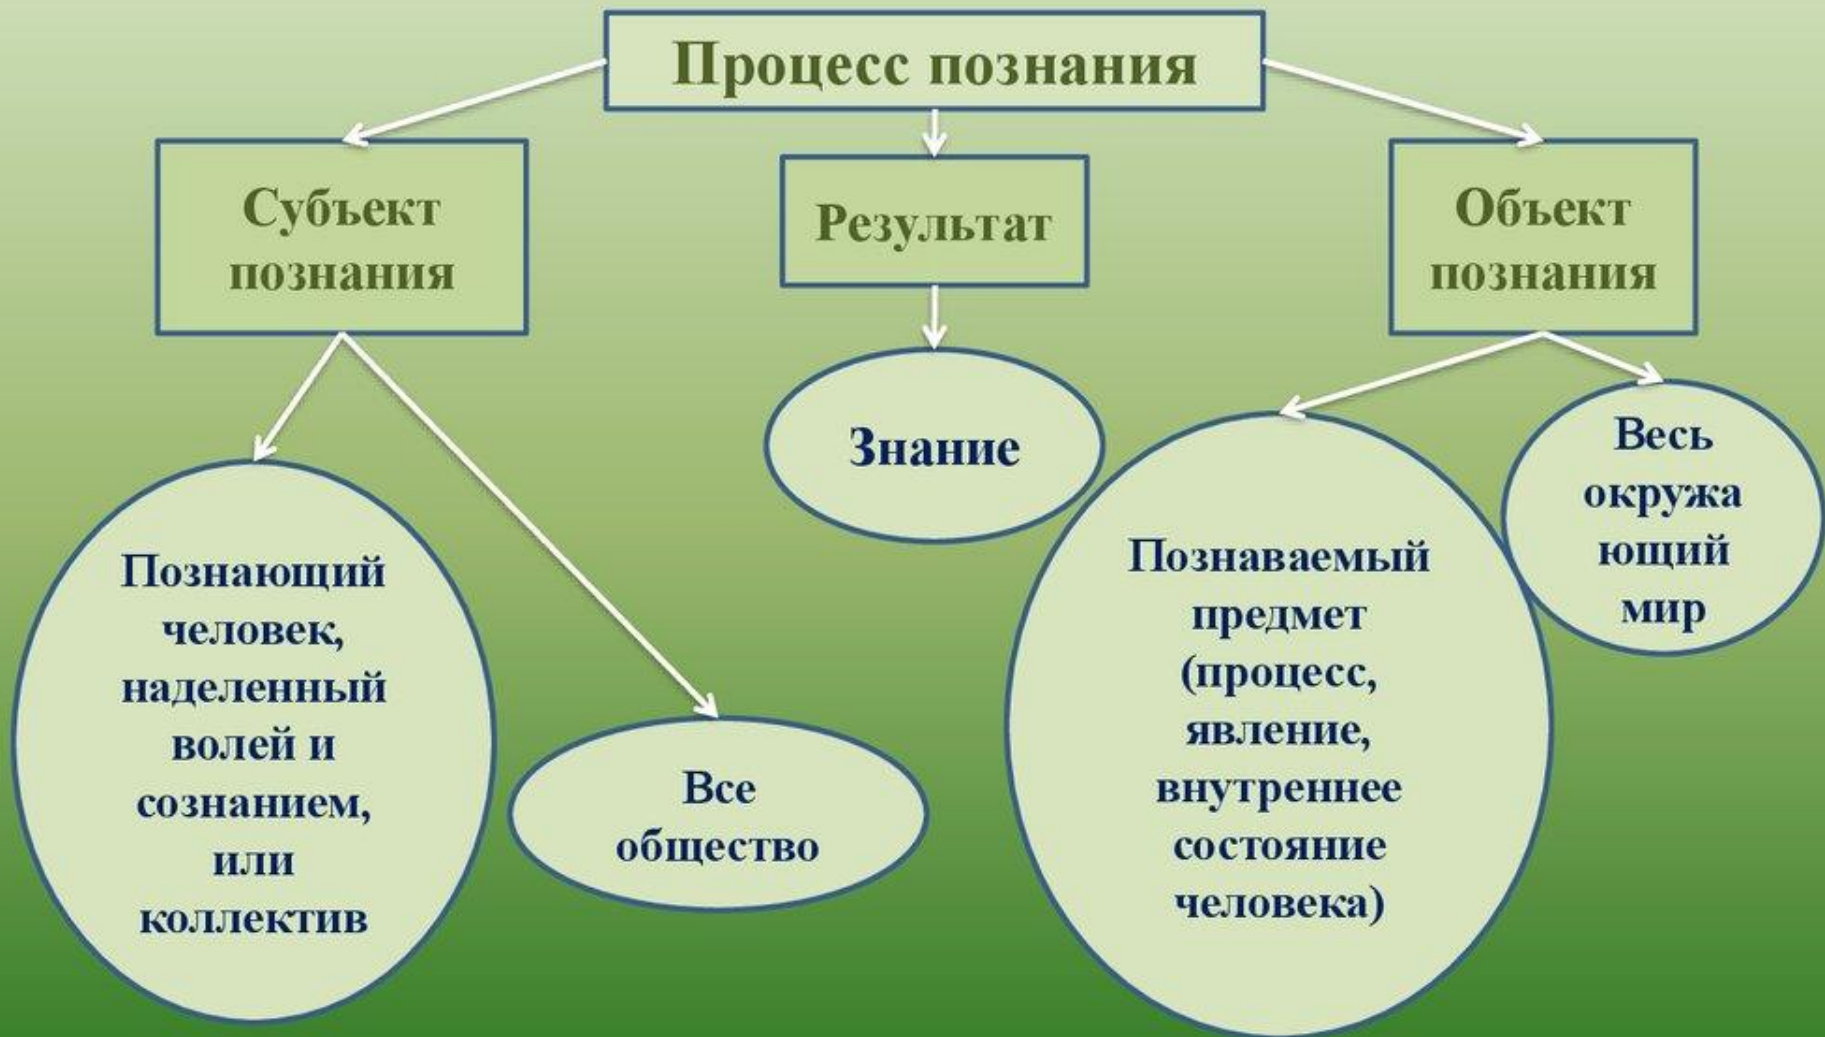 Процесс познания
Субъект
познания
Результат
Объект
познания
Знание
Весь
окружа
ющий
мир
Познающий
человек,
наделенный
волей и
сознанием,
или
коллектив
Все
общество
Познаваемый
предмет
(процесс,
явление,
внутреннее
состояние
человека)